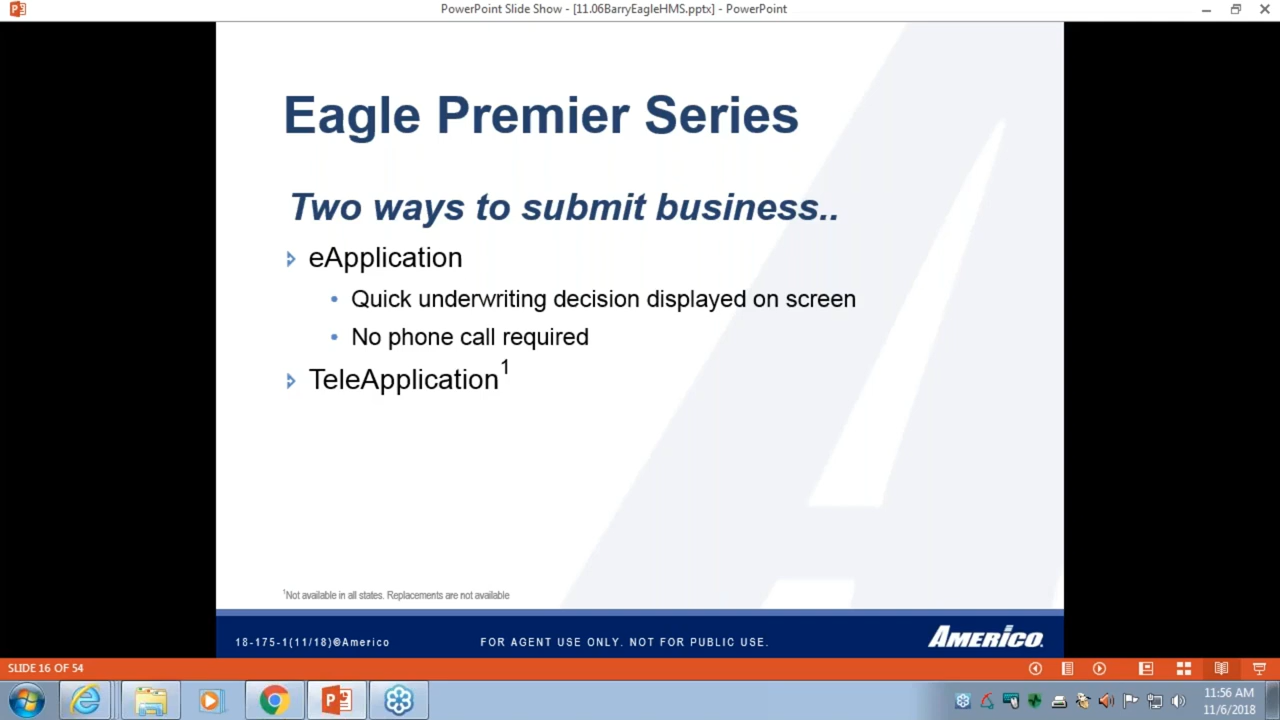 PowerPoint Slide Show - [11.06BarryEagleHMS.pptx] - PowerPoint
Eagle Premier Series
Two ways to submit business..
eApplication
Quick underwriting decision displayed on screen
No phone call required
TeleApplication1
1Not available in all states. Replacements are not available
18-175-1(11/18)©Americo
FOR AGENT USE ONLY. NOT FOR PUBLIC USE.
AMERICO.
SLIDE 16 OF 54
11:56 AM
11/6/2018